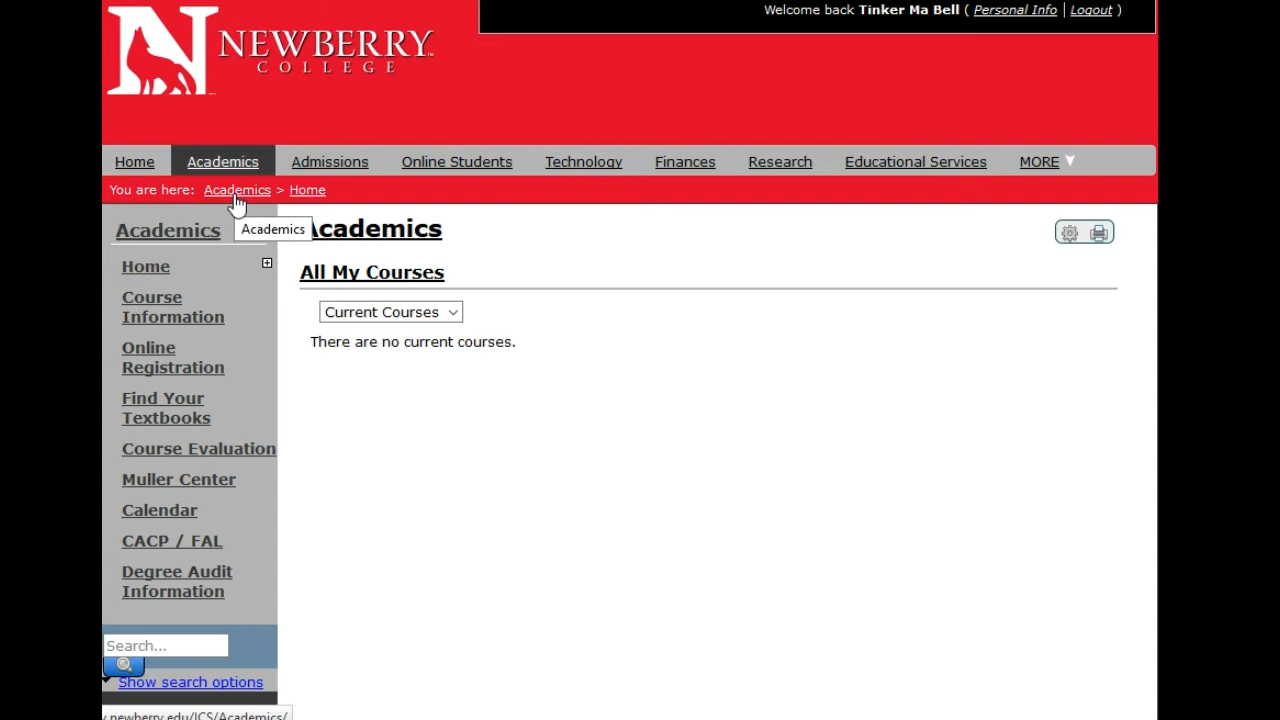 Welcome back Tinker Ma Bell ( Personal Info | Logout )
N NEWBERRY™
COLLEGE
Home Academics Admissions Online Students Technology Finances Research Educational Services MORE
You are here: Academics > Home
Academics
Academics
Academics
Home
All My Courses
Course
Information
Current Courses
There are no current courses.
Online
Registration
Find Your
Textbooks
Course Evaluation
Muller Center
Calendar
CACP / FAL
Degree Audit
Information
Search...
Show search options
newberry.edu/ICS/Academics/